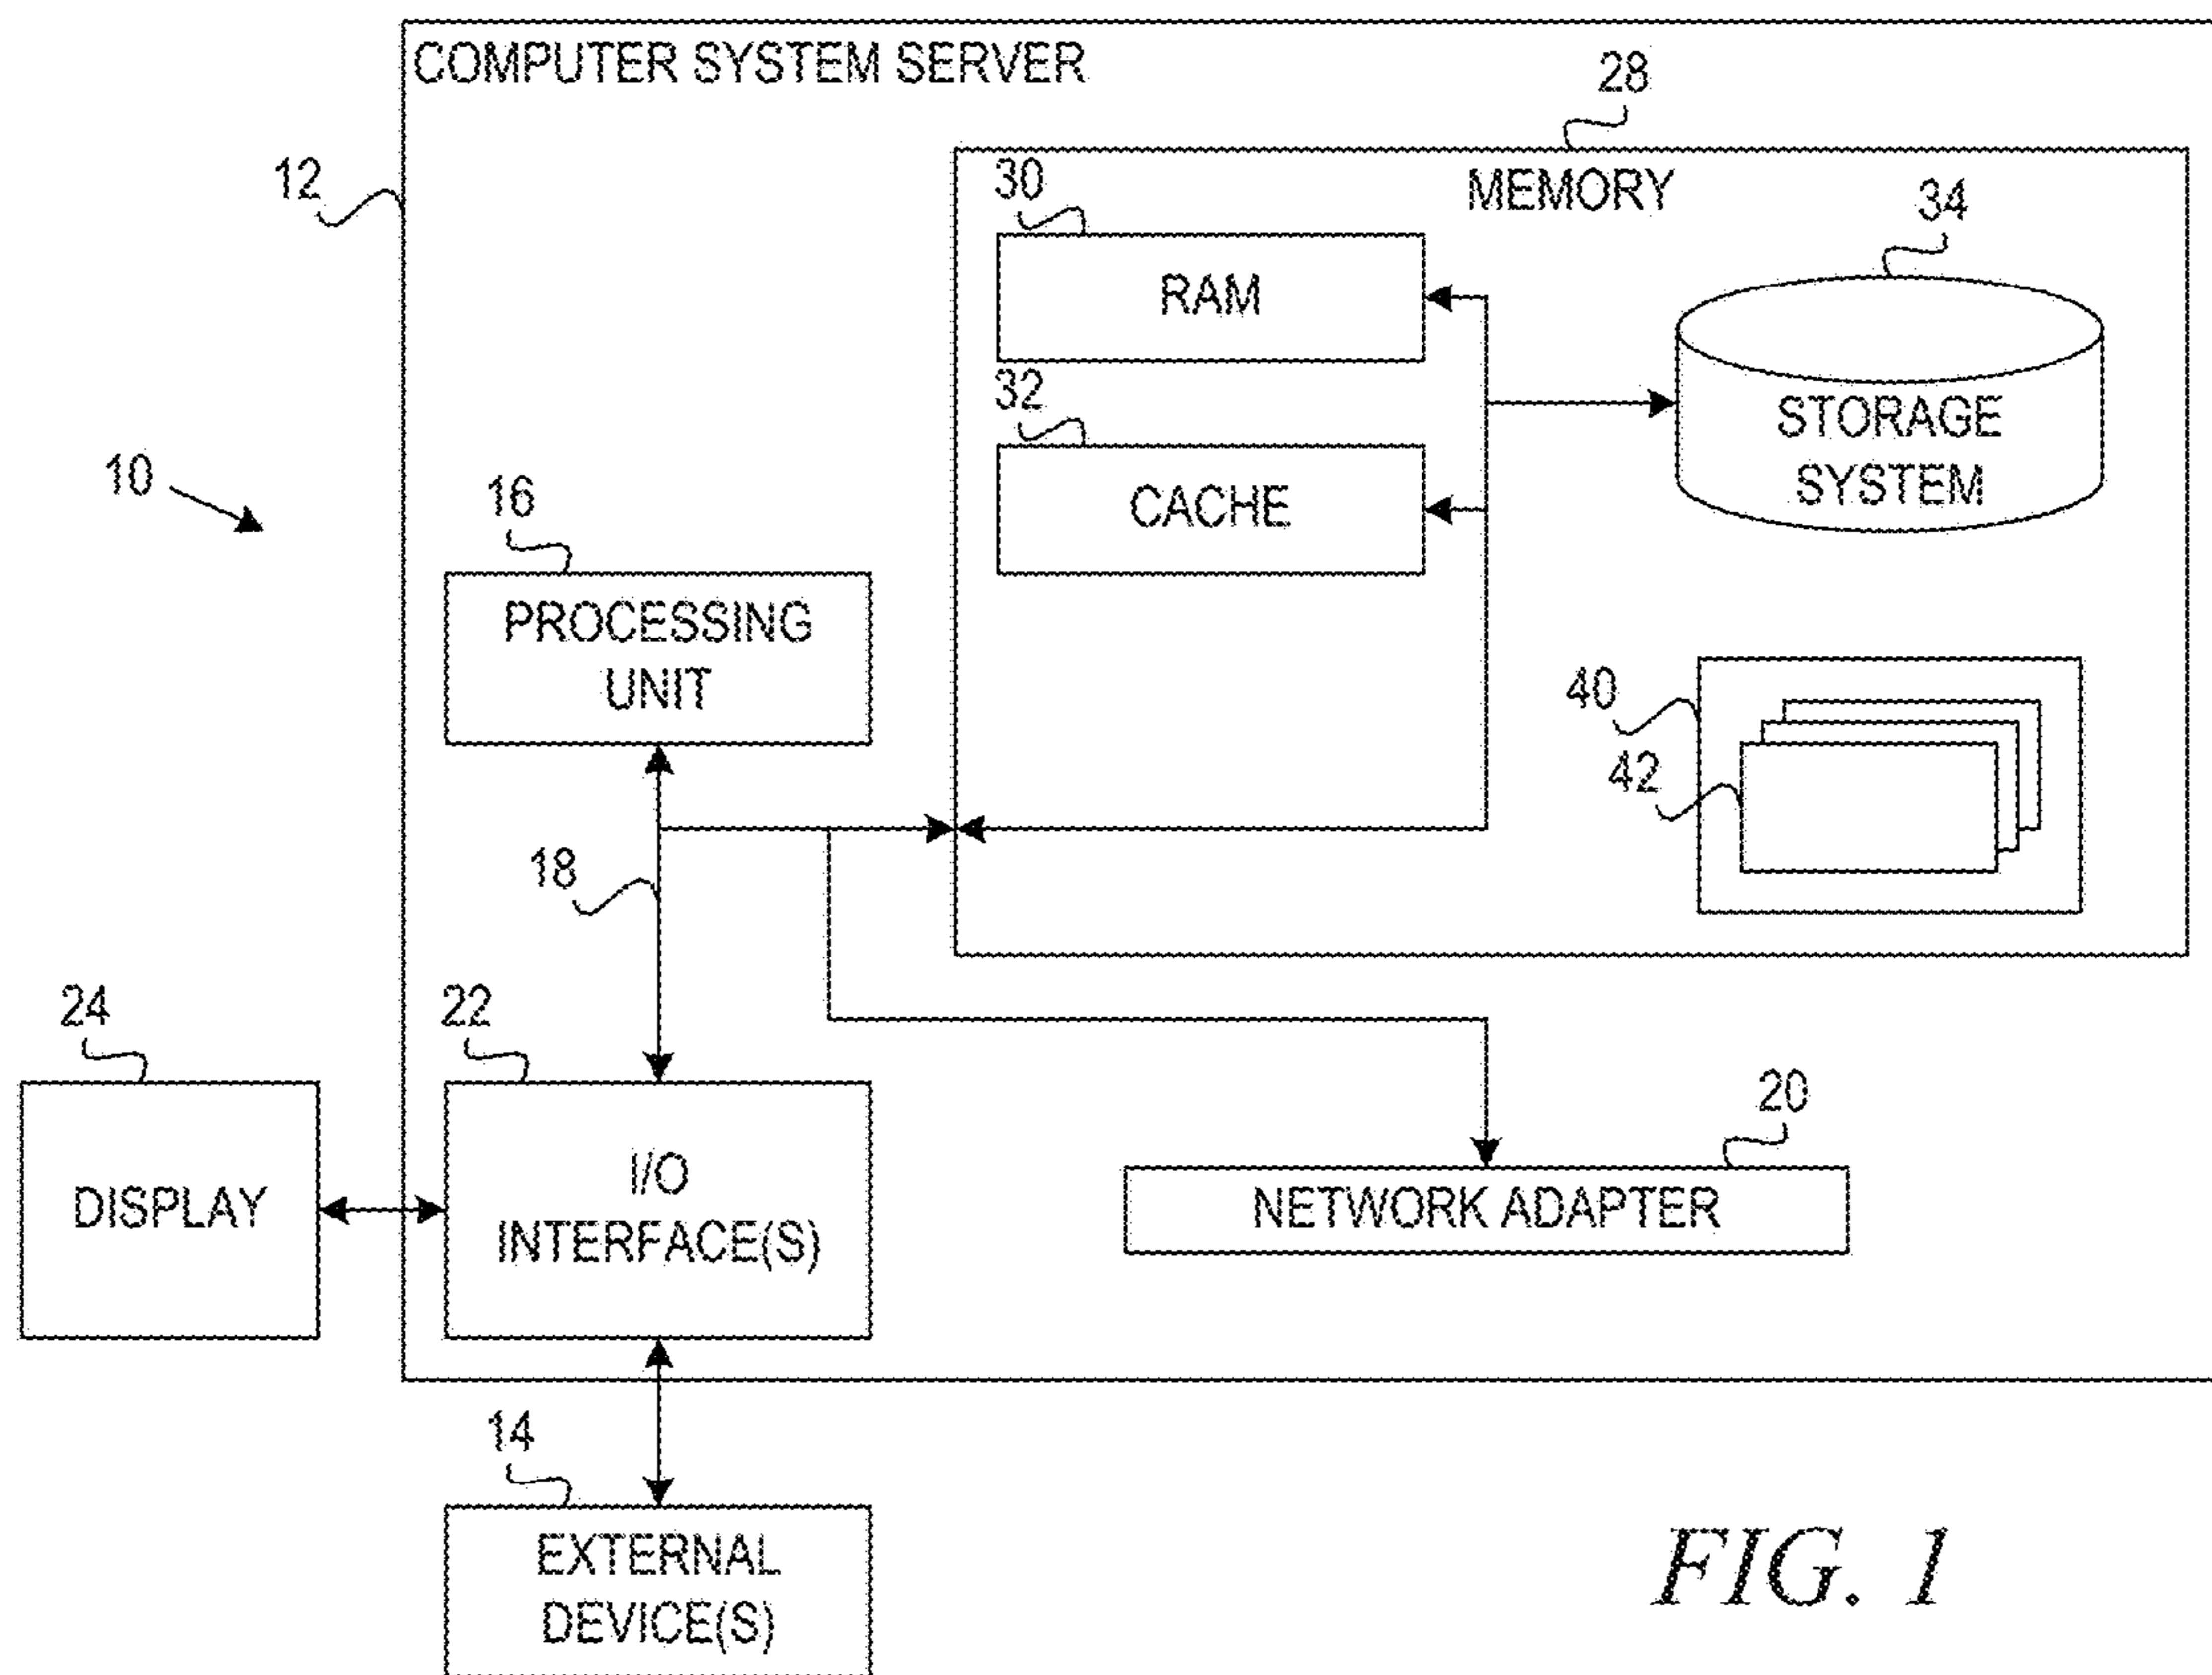 COMPUTER SYSTEM SERVER
28
12
30
MEMORY
34
RAM
32
STORAGE
SYSTEM
CACHE
10
16
PROCESSING
UNIT
40
42
18
24
22
20
DISPLAY
I/O
INTERFACE(S)
NETWORK ADAPTER
14
EXTERNAL
DEVICE(S)
FIG. 1